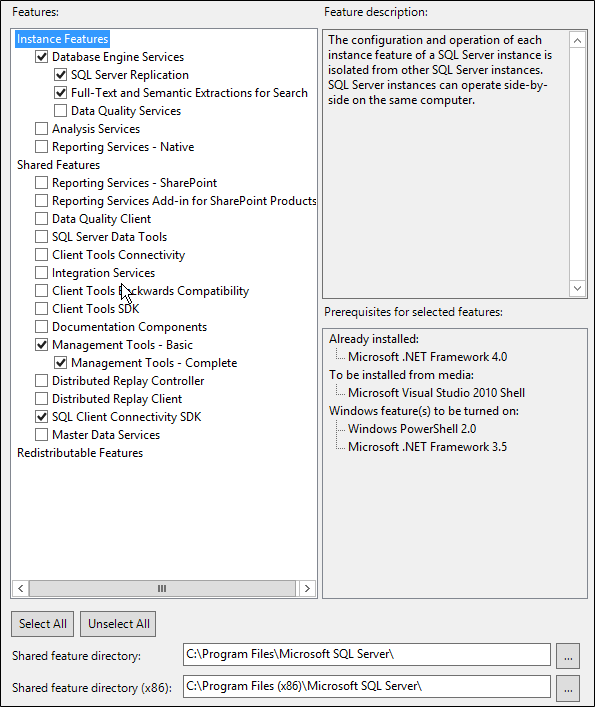 Features:
Instance Features
Database Engine Services
SQL Server Replication
Full-Text and Semantic Extractions for Search
Data Quality Services
Analysis Services
Reporting Services - Native
Shared Features
Reporting Services - SharePoint
Reporting Services Add-in for SharePoint Products
Data Quality Client
SQL Server Data Tools
Client Tools Connectivity
Integration Services
Client Tools Backwards Compatibility
Client Tools SDK
Documentation Components
Management Tools - Basic
Management Tools - Complete
Distributed Replay Controller
Distributed Replay Client
SQL Client Connectivity SDK
Master Data Services
Redistributable Features
Feature description:
The configuration and operation of each
instance feature of a SQL Server instance is
isolated from other SQL Server instances.
SQL Server instances can operate side-by-
side on the same computer.
Prerequisites for selected features:
Already installed:
Microsoft .NET Framework 4.0
To be installed from media:
Microsoft Visual Studio 2010 Shell
Windows feature(s) to be turned on:
Windows PowerShell 2.0
Microsoft .NET Framework 3.5
Select All
Unselect All
Shared feature directory:
C:\Program Files\Microsoft SQL Server\
...
Shared feature directory (x86):
C:\Program Files (x86)\Microsoft SQL Server\
...